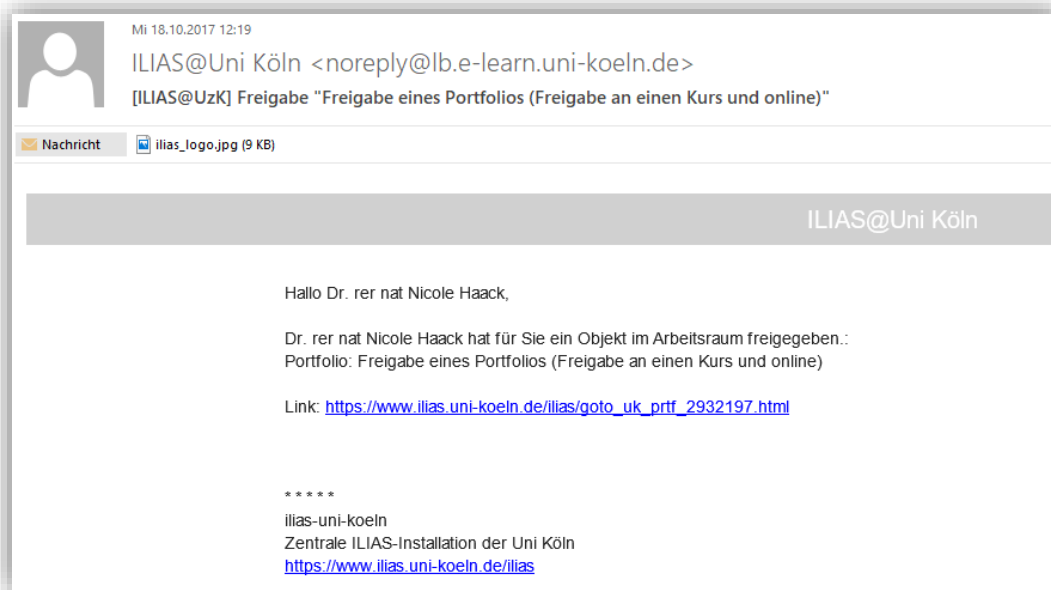 Mi 18.10.2017 12:19
ILIAS@Uni Köln <noreply@lb.e-learn.uni-koeln.de>
[ILIAS@UzK] Freigabe "Freigabe eines Portfolios (Freigabe an einen Kurs und online)"
Nachricht ilias_logo.jpg (9 KB)
ILIAS@Uni Köln
Hallo Dr. rer nat Nicole Haack,
Dr. rer nat Nicole Haack hat für Sie ein Objekt im Arbeitsraum freigegeben.:
Portfolio: Freigabe eines Portfolios (Freigabe an einen Kurs und online)
Link: https://www.ilias.uni-koeln.de/ilias/goto_uk_prtf_2932197.html
* * * * *
ilias-uni-koeln
Zentrale ILIAS-Installation der Uni Köln
https://www.ilias.uni-koeln.de/ilias